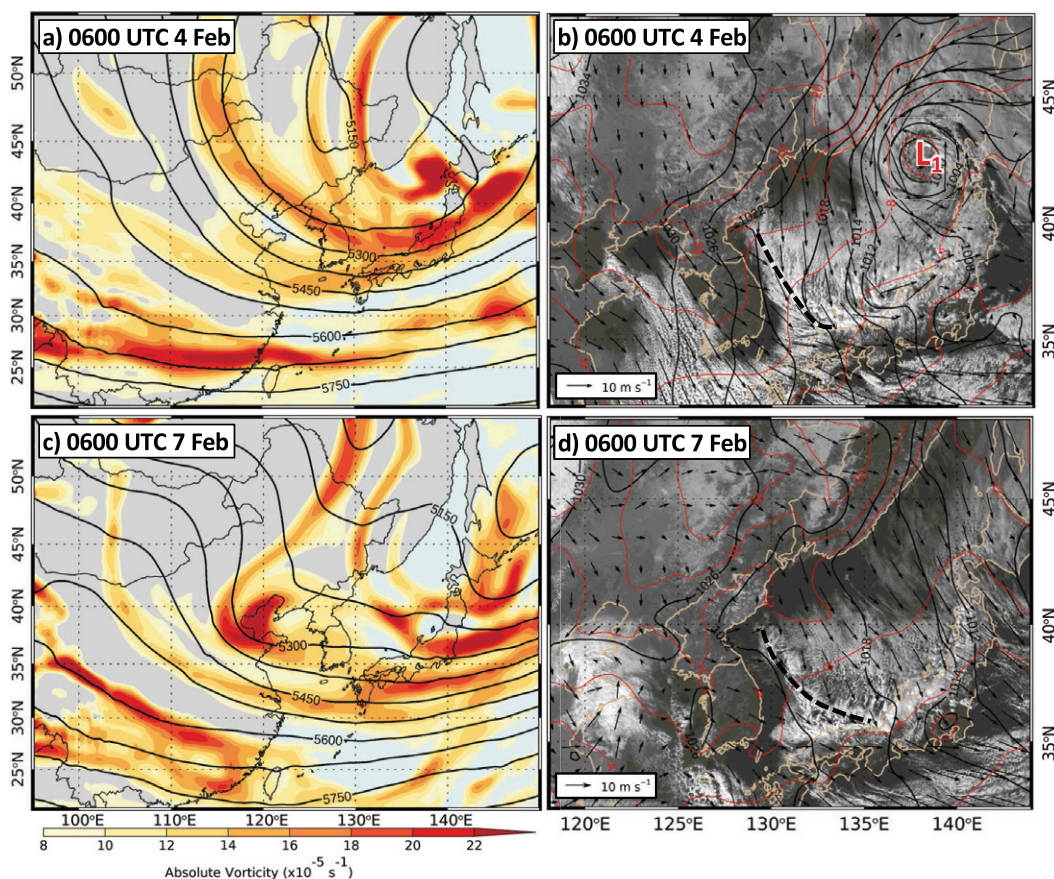 a) 0600 UTC 4 Feb
50°N
45°N
40°N
35°N
30°N
25°N
5150
5300
5450
5600
5750
b) 0600 UTC 4 Feb
1034
10
1030
1026
1018
1014
1012
8
L1
10 m s⁻¹
45°N
40°N
35°N
c) 0600 UTC 7 Feb
50°N
45°N
40°N
35°N
30°N
25°N
5150
5300
5450
5600
5750
100°E
110°E
120°E
130°E
140°E
d) 0600 UTC 7 Feb
1030
1026
1018
10 m s⁻¹
45°N
40°N
35°N
120°E
125°E
130°E
135°E
140°E
8
10
12
14
16
18
20
22
Absolute Vorticity (x10⁻⁵ s⁻¹)